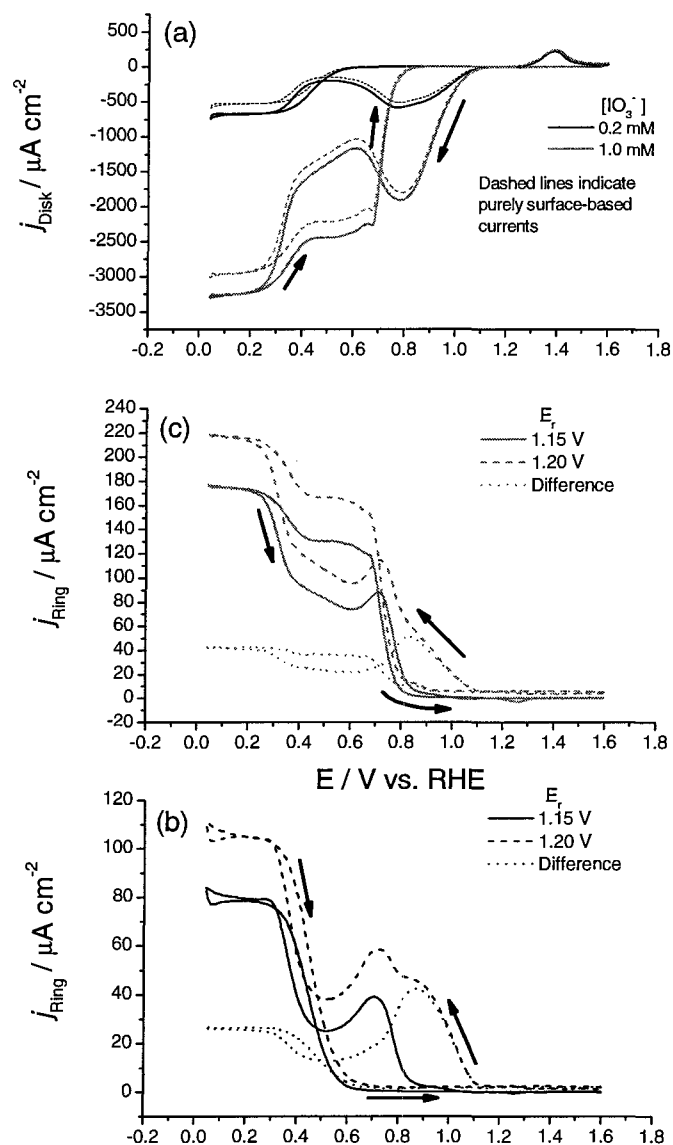 (a)
750
500
0
-500
-1000
-1500
-2000
-2500
-3000
-3500
j_Disk / μA cm⁻²
[IO₃⁻]
0.2 mM
1.0 mM
Dashed lines indicate
purely surface-based
currents
-0.2 0.0 0.2 0.4 0.6 0.8 1.0 1.2 1.4 1.6 1.8
(c)
240
220
200
180
160
140
120
100
80
60
40
20
0
-20
j_Ring / μA cm⁻²
E_r
1.15 V
1.20 V
Difference
-0.2 0.0 0.2 0.4 0.6 0.8 1.0 1.2 1.4 1.6 1.8
E / V vs. RHE
(b)
120
100
80
60
40
20
0
j_Ring / μA cm⁻²
E_r
1.15 V
1.20 V
Difference
-0.2 0.0 0.2 0.4 0.6 0.8 1.0 1.2 1.4 1.6 1.8